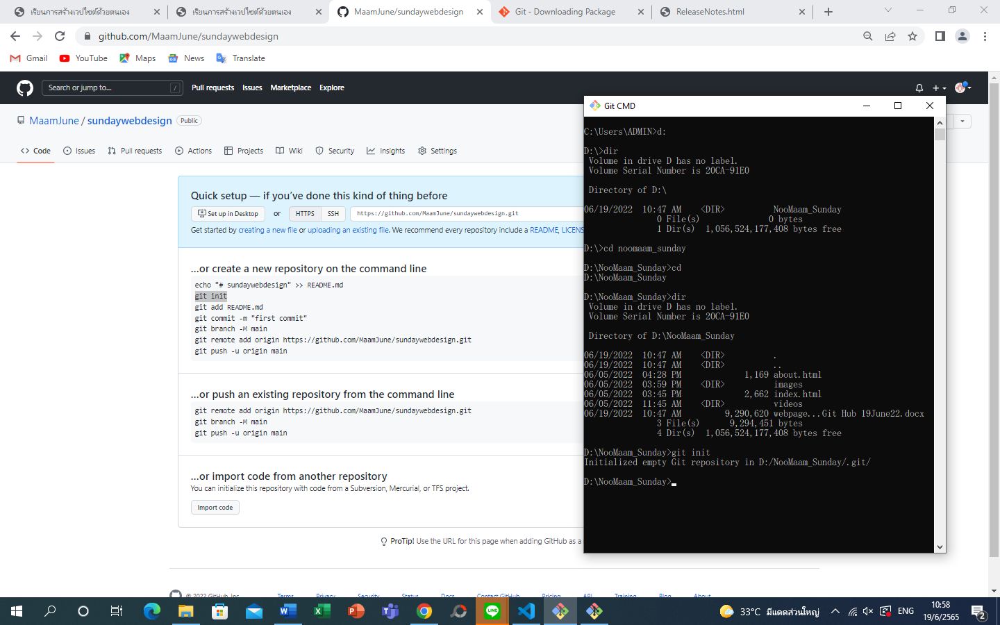 เรียนการสร้างเวปไซต์ด้วยตนเอง
เรียนการสร้างเวปไซต์ด้วยตนเอง
MaamJune/sundaywebdesign
Git - Downloading Package
ReleaseNotes.html
github.com/MaamJune/sundaywebdesign
Gmail
YouTube
Maps
News
Translate
Search or jump to...
/
Pull requests
Issues
Marketplace
Explore
MaamJune / sundaywebdesign
Public
Code
Issues
Pull requests
Actions
Projects
Wiki
Security
Insights
Settings
Quick setup — if you've done this kind of thing before
Set up in Desktop
or
HTTPS
SSH
https://github.com/MaamJune/sundaywebdesign.git
Get started by creating a new file or uploading an existing file. We recommend every repository include a README, LICENS
...or create a new repository on the command line
echo "# sundaywebdesign" >> README.md
git init
git add README.md
git commit -m "first commit"
git branch -M main
git remote add origin https://github.com/MaamJune/sundaywebdesign.git
git push -u origin main
...or push an existing repository from the command line
git remote add origin https://github.com/MaamJune/sundaywebdesign.git
git branch -M main
git push -u origin main
...or import code from another repository
You can initialize this repository with code from a Subversion, Mercurial, or TFS project.
Import code
ProTip! Use the URL for this page when adding GitHub as a
© 2022 GitHub, Inc.
Terms
Privacy
Security
Status
Docs
Contact GitHub
Pricing
API
Training
Blog
About
Git CMD
C:\Users\ADMIN>d:
D:\>dir
Volume in drive D has no label.
Volume Serial Number is 20CA-91E0
Directory of D:\
06/19/2022  10:47 AM    <DIR>          NooMaam_Sunday
0 File(s)              0 bytes
1 Dir(s)  1,056,524,177,408 bytes free
D:\>cd noomaam_sunday
D:\NooMaam_Sunday>cd
D:\NooMaam_Sunday
D:\NooMaam_Sunday>dir
Volume in drive D has no label.
Volume Serial Number is 20CA-91E0
Directory of D:\NooMaam_Sunday
06/19/2022  10:47 AM    <DIR>          .
06/19/2022  10:47 AM    <DIR>          ..
06/05/2022  04:28 PM             1,169 about.html
06/05/2022  03:59 PM    <DIR>          images
06/05/2022  03:45 PM             2,662 index.html
06/05/2022  11:45 AM    <DIR>          videos
06/19/2022  10:47 AM         9,290,620 webpage...Git Hub 19June22.docx
3 File(s)      9,294,451 bytes
4 Dir(s)  1,056,524,177,408 bytes free
D:\NooMaam_Sunday>git init
Initialized empty Git repository in D:/NooMaam_Sunday/.git/
D:\NooMaam_Sunday>
33°C มีแดดส่วนใหญ่
ENG
10:58
19/6/2565
2
LINE